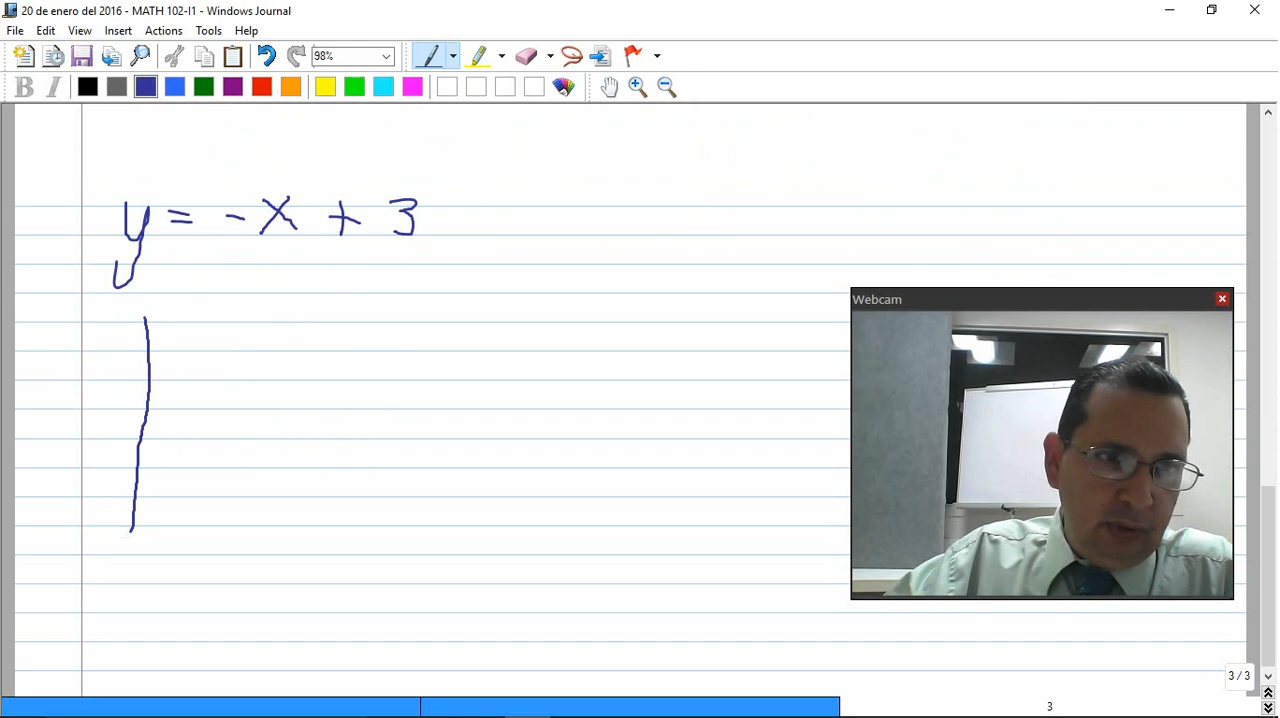 20 de enero del 2016 - MATH 102-I1 - Windows Journal
File Edit View Insert Actions Tools Help
98%
B I
y = -x + 3
Webcam
3 / 3
3